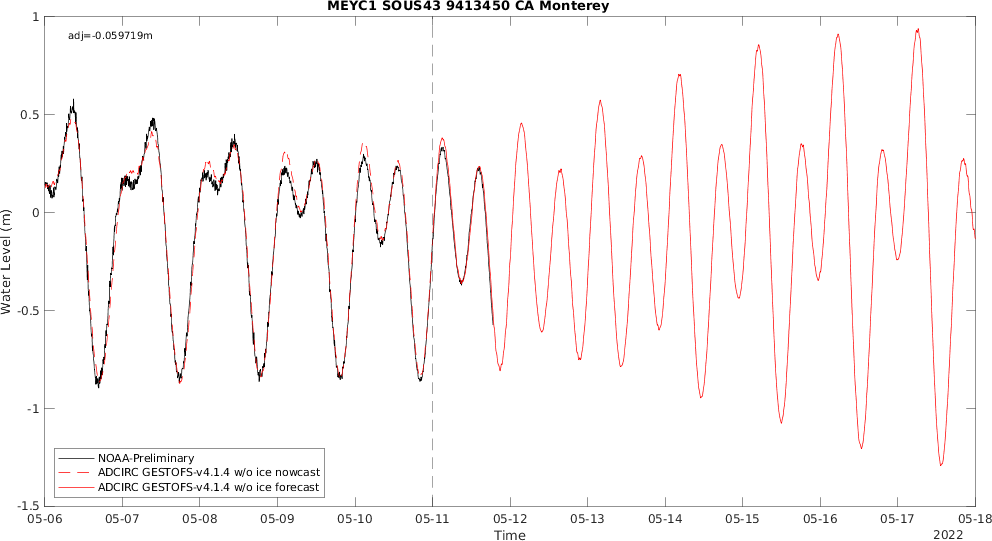 MEYC1 SOUS43 9413450 CA Monterey
adj=-0.059719m
1
0.5
0
-0.5
-1
-1.5
Water Level (m)
NOAA-Preliminary
ADCIRC GESTOFS-v4.1.4 w/o ice nowcast
ADCIRC GESTOFS-v4.1.4 w/o ice forecast
05-06 05-07 05-08 05-09 05-10 05-11 05-12 05-13 05-14 05-15 05-16 05-17 05-18
Time
2022